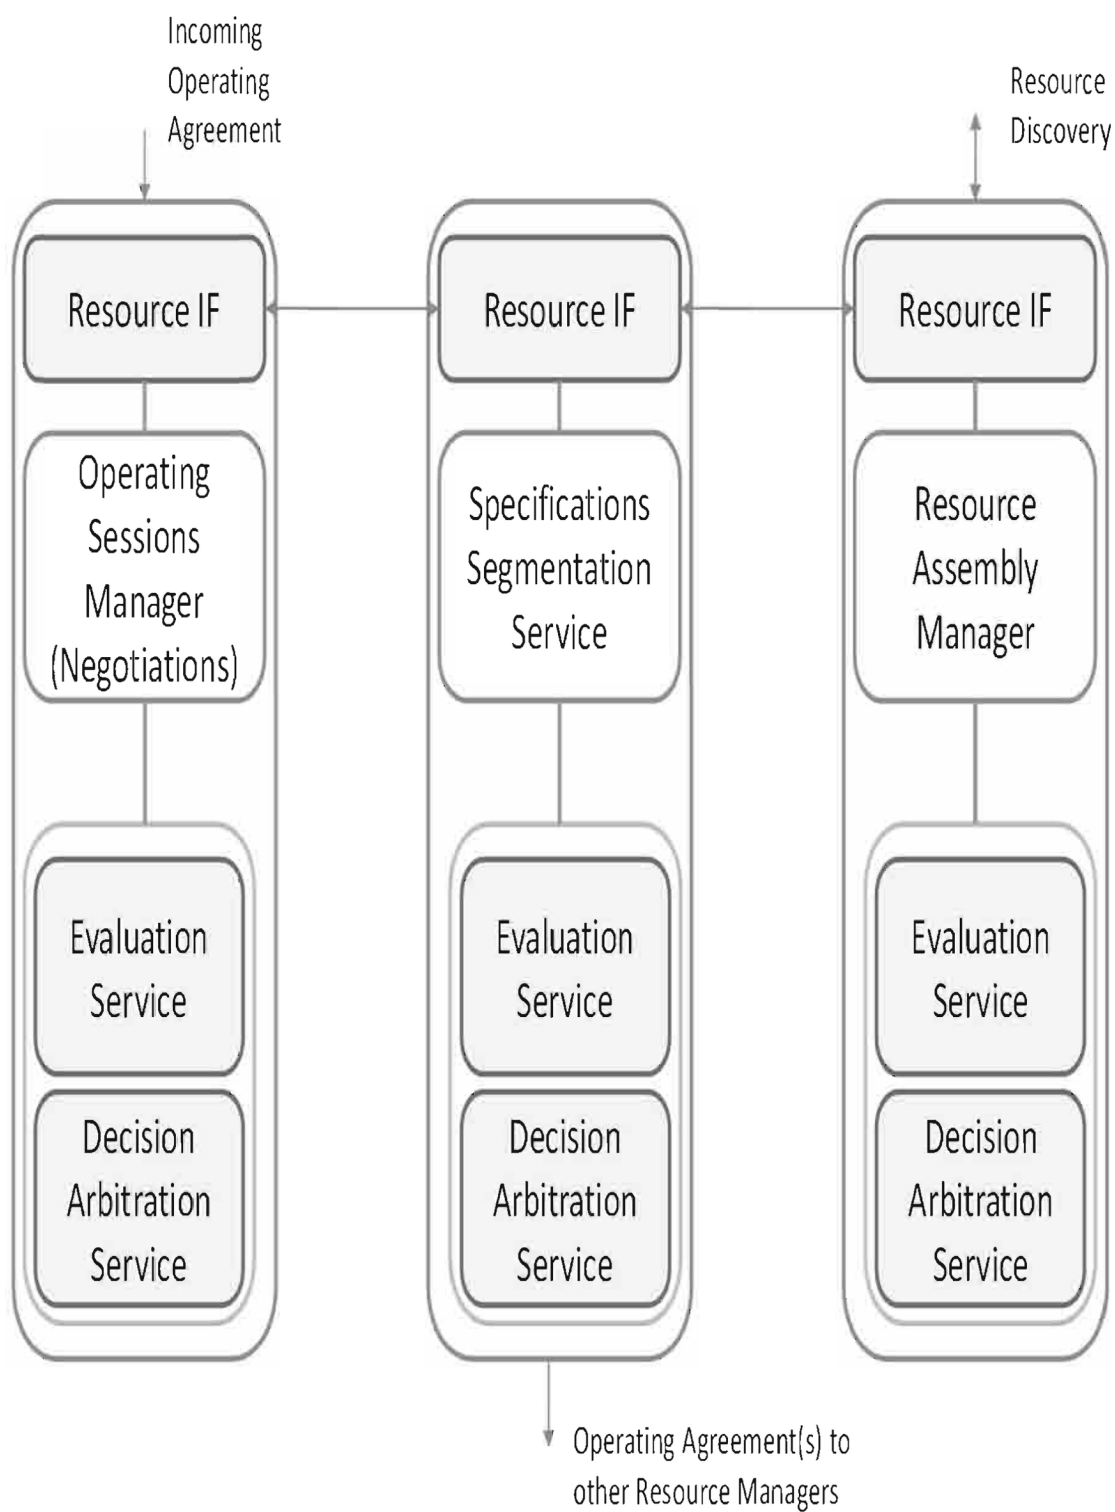 Incoming
Operating
Agreement
Resource
Discovery
Resource IF
Resource IF
Resource IF
Operating
Sessions
Manager
(Negotiations)
Specifications
Segmentation
Service
Resource
Assembly
Manager
Evaluation
Service
Evaluation
Service
Evaluation
Service
Decision
Arbitration
Service
Decision
Arbitration
Service
Decision
Arbitration
Service
Operating Agreement(s) to
other Resource Managers